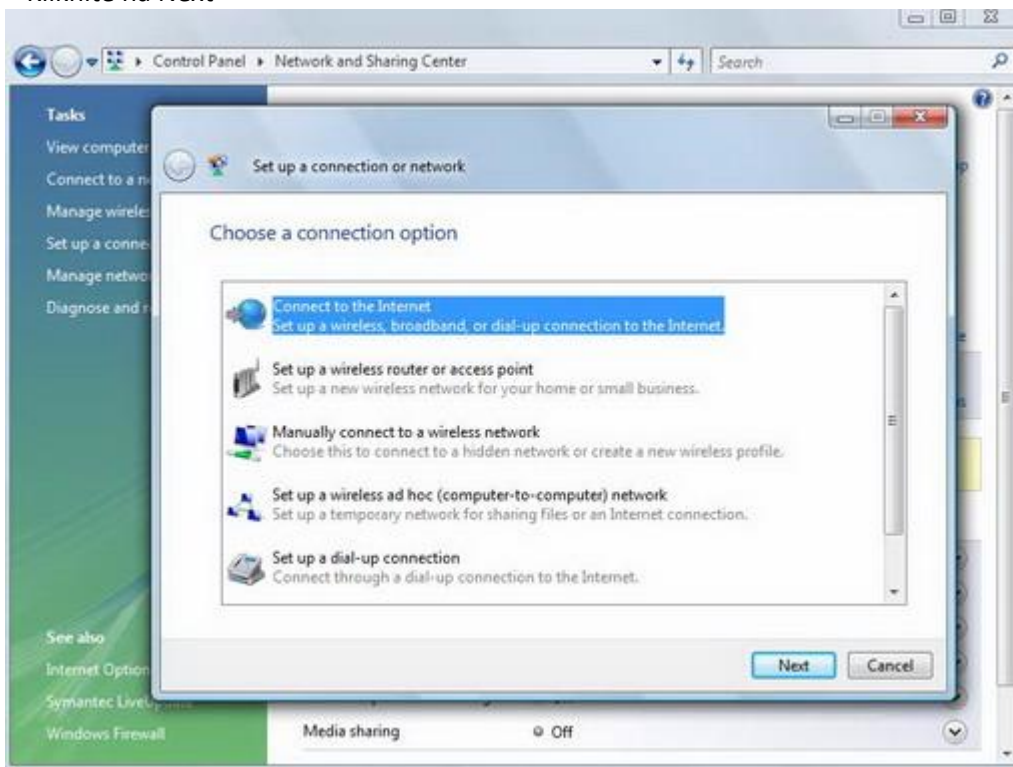 Control Panel ▸ Network and Sharing Center
Search
Tasks
View computer
Connect to a
Set up a connection or network
Manage
Choose a connection option
Set up a
Manage
Diagnose and
Connect to the Internet
Set up a wireless, broadband, or dial-up connection to the Internet.
Set up a wireless router or access point
Set up a new wireless network for your home or small business.
Manually connect to a wireless network
Choose this to connect to a hidden network or create a new wireless profile.
Set up a wireless ad hoc (computer-to-computer) network
Set up a temporary network for sharing files or an Internet connection.
Set up a dial-up connection
Connect through a dial-up connection to the Internet.
See also
Internet Option
Next
Cancel
Symantec
Windows Firewall
Media sharing
Off